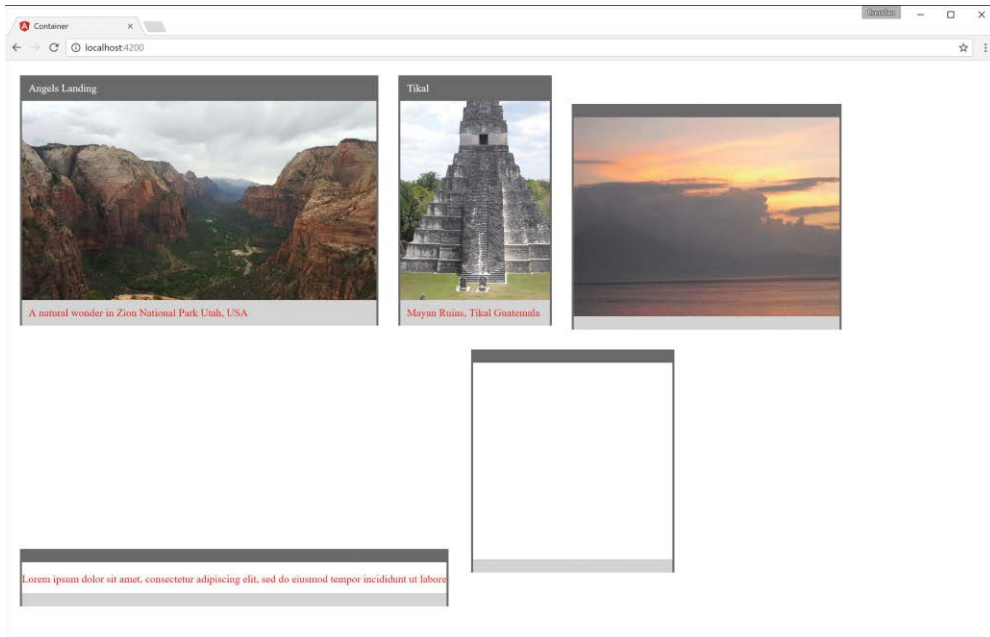 Container
localhost:4200
Angels Landing
Tikal
A natural wonder in Zion National Park Utah, USA
Mayan Ruins, Tikal Guatemala
Lorem ipsum dolor sit amet, consectetur adipiscing elit, sed do eiusmod tempor incididunt ut labore